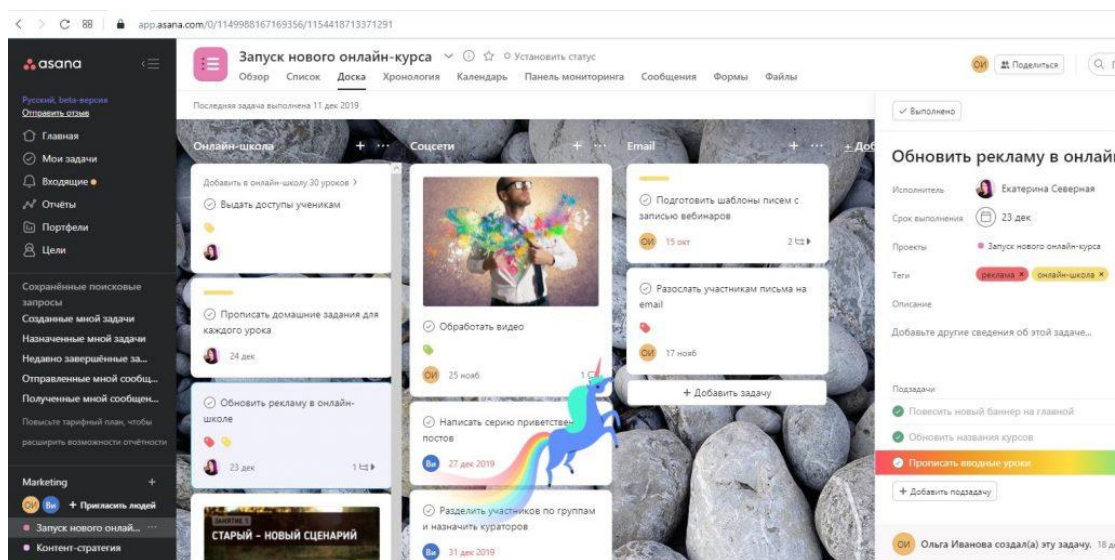 app.asana.com/0/1149988167169356/1154418713371291
asana
Русский, beta-версия
Отправить отзыв
Главная
Мои задачи
Входящие
Отчёты
Портфели
Цели
Сохранённые поисковые
запросы
Созданные мной задачи
Назначенные мной задачи
Недавно завершённые за...
Отправленные мной сообщ...
Полученные мной сообщен...
Повысьте тарифный план, чтобы
расширить возможности отчётности
Marketing +
ОИ Ви + Пригласить людей
Запуск нового онлай... ...
Контент-стратегия
Запуск нового онлайн-курса
Установить статус
Обзор Список Доска Хронология Календарь Панель мониторинга Сообщения Формы Файлы
ОИ Поделиться
Последняя задача выполнена 11 дек 2019
Онлайн-школа + ...
Добавить в онлайн-школу 30 уроков >
Выдать доступы ученикам
Прописать домашние задания для
каждого урока
24 дек
Обновить рекламу в онлайн-
школе
23 дек 1
СТАРЫЙ – НОВЫЙ СЦЕНАРИЙ
Соцсети + ...
Обработать видео
ОИ 25 нояб 1
Написать серию приветствен
постов
Ви 27 дек 2019
Разделить участников по группам
и назначить кураторов
Ви 31 дек 2019
Email + ...
Подготовить шаблоны писем с
записью вебинаров
ОИ 15 окт 2
Разослать участникам письма на
email
ОИ 17 нояб
+ Добавить задачу
+ Доб
Выполнено
Обновить рекламу в онлай
Исполнитель Екатерина Северная
Срок выполнения 23 дек
Проекты Запуск нового онлайн-курса
Теги реклама × онлайн-школа ×
Описание
Добавьте другие сведения об этой задаче...
Подзадачи
Повесить новый баннер на главной
Обновить названия курсов
Прописать вводные уроки
+ Добавить подзадачу
ОИ Ольга Иванова создал(а) эту задачу. 18